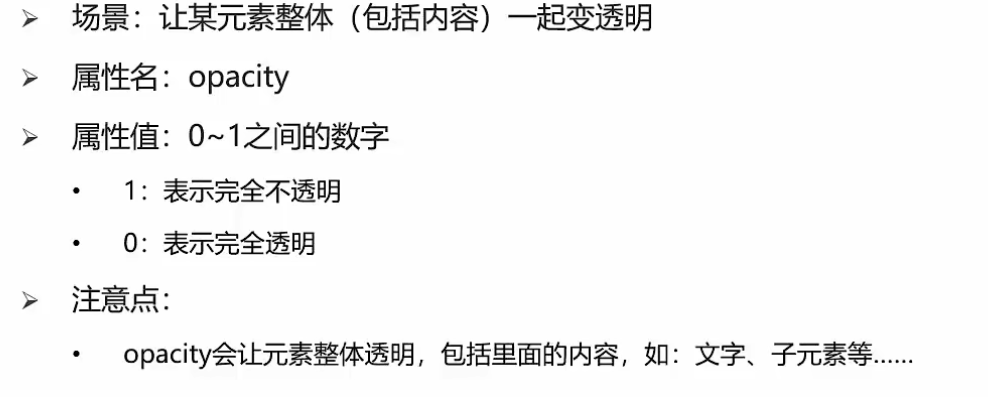 ➢ 场景：让某元素整体（包括内容）一起变透明
➢ 属性名：opacity
➢ 属性值：0~1之间的数字
• 1：表示完全不透明
• 0：表示完全透明
➢ 注意点：
• opacity会让元素整体透明，包括里面的内容，如：文字、子元素等……